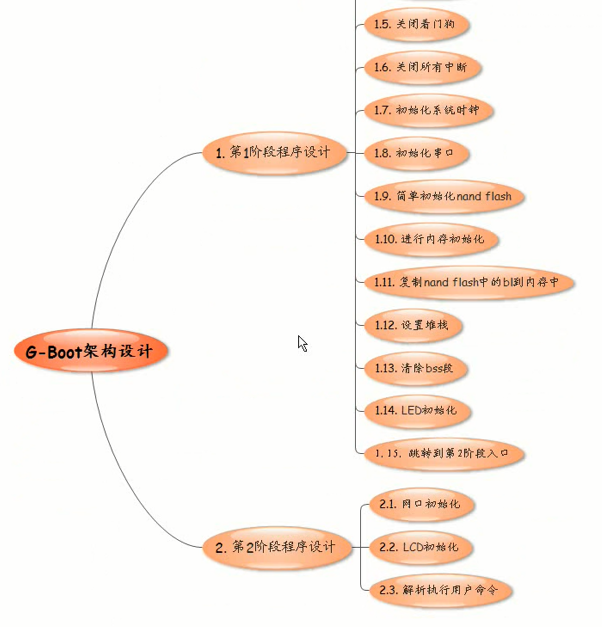 G-Boot架构设计
1. 第1阶段程序设计
1.5. 关闭看门狗
1.6. 关闭所有中断
1.7. 初始化系统时钟
1.8. 初始化串口
1.9. 简单初始化nand flash
1.10. 进行内存初始化
1.11. 复制nand flash中的bl到内存中
1.12. 设置堆栈
1.13. 清除bss段
1.14. LED初始化
1.15. 跳转到第2阶段入口
2. 第2阶段程序设计
2.1. 网口初始化
2.2. LCD初始化
2.3. 解析执行用户命令